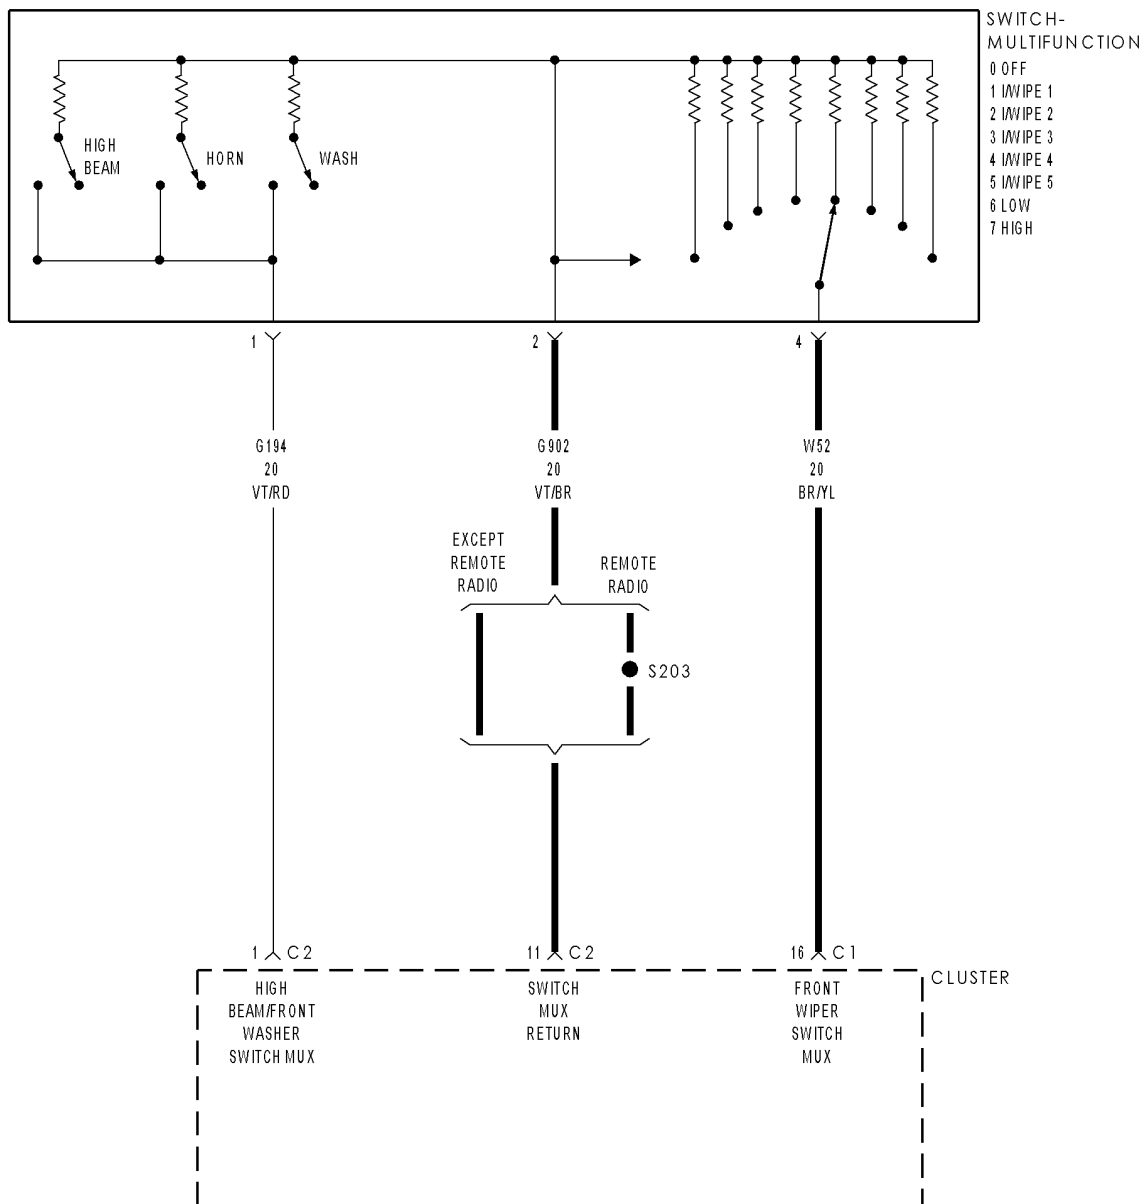 SWITCH-
MULTIFUNCTION
0 OFF
1 I/WIPE 1
2 I/WIPE 2
3 I/WIPE 3
4 I/WIPE 4
5 I/WIPE 5
6 LOW
7 HIGH
HIGH
BEAM
HORN
WASH
1
2
4
G194
20
VT/RD
G902
20
VT/BR
W52
20
BR/YL
EXCEPT
REMOTE
RADIO
REMOTE
RADIO
S203
1 C2
11 C2
16 C1
CLUSTER
HIGH
BEAM/FRONT
WASHER
SWITCH MUX
SWITCH
MUX
RETURN
FRONT
WIPER
SWITCH
MUX